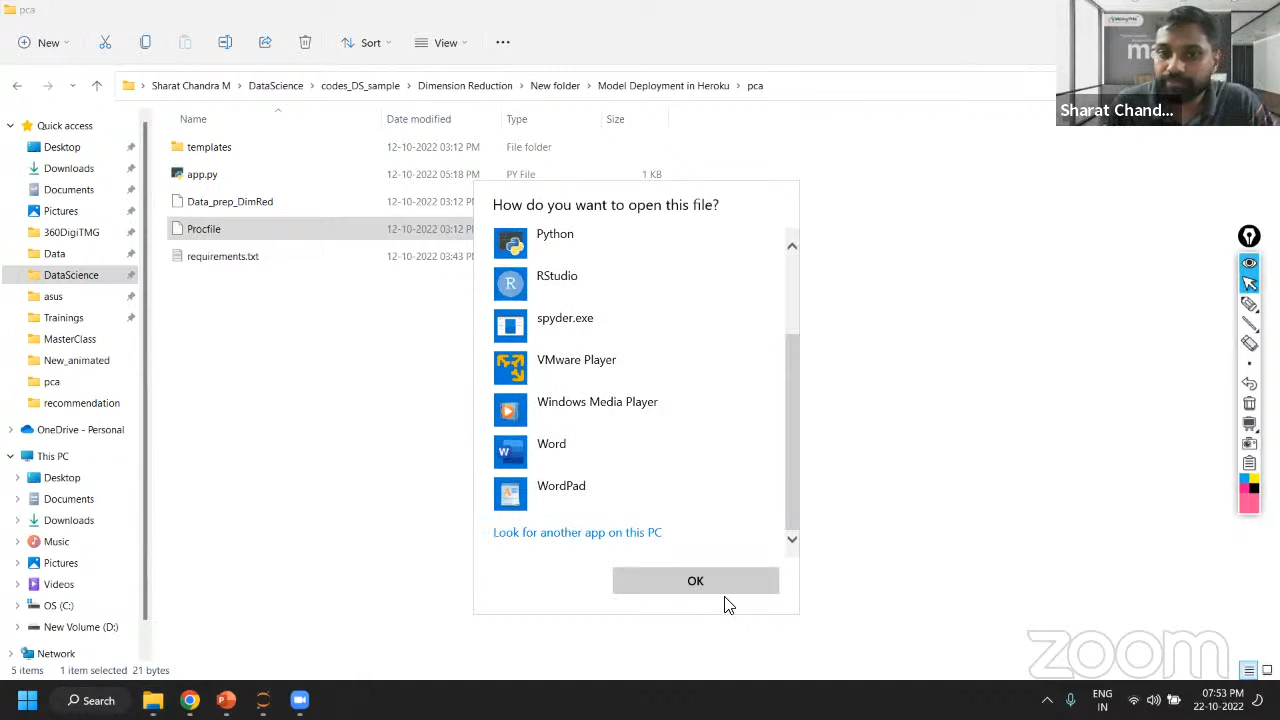 pca
New
Sort
View
Sharat Chandra M > DataScience > codes_DS_sample > Dimension Reduction > New folder > Model Deployment in Heroku > pca
Sharat Chand...
Name Date modified Type Size
Quick access
Desktop
Downloads
Documents
Pictures
360DigiTMG
Data
DataScience
asus
Trainings
MasterClass
New_animated
pca
recommendation
OneDrive - Personal
This PC
Desktop
Documents
Downloads
Music
Pictures
Videos
OS (C:)
New Volume (D:)
Network
templates 12-10-2022 03:12 PM File folder
app.py 12-10-2022 05:18 PM PY File 1 KB
Data_prep_DimRed 12-10-2022 03:12
Procfile 12-10-2022 03:12
requirements.txt 12-10-2022 03:43
How do you want to open this file?
Python
RStudio
spyder.exe
VMware Player
Windows Media Player
Word
WordPad
Look for another app on this PC
OK
zoom
5 items 1 item selected 21 bytes
Search
ENG
IN
07:53 PM
22-10-2022